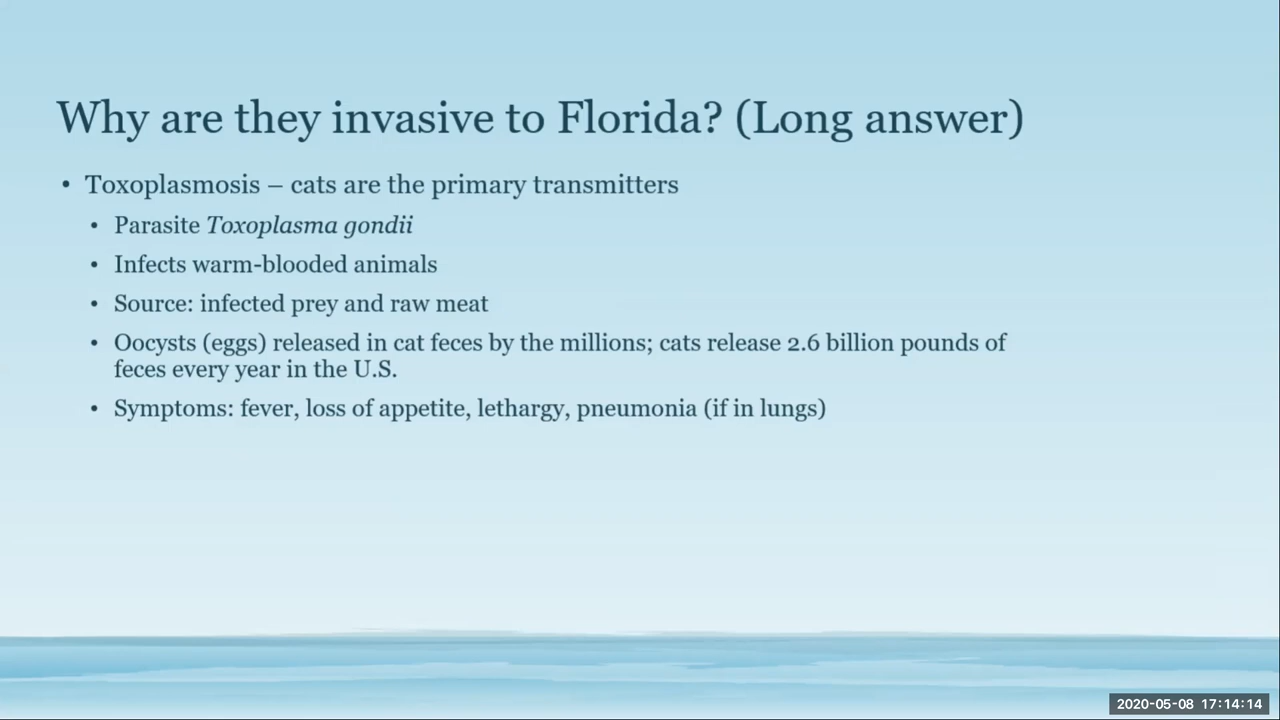 Why are they invasive to Florida? (Long answer)
• Toxoplasmosis – cats are the primary transmitters
• Parasite Toxoplasma gondii
• Infects warm-blooded animals
• Source: infected prey and raw meat
• Oocysts (eggs) released in cat feces by the millions; cats release 2.6 billion pounds of
feces every year in the U.S.
• Symptoms: fever, loss of appetite, lethargy, pneumonia (if in lungs)
2020-05-08 17:14:14